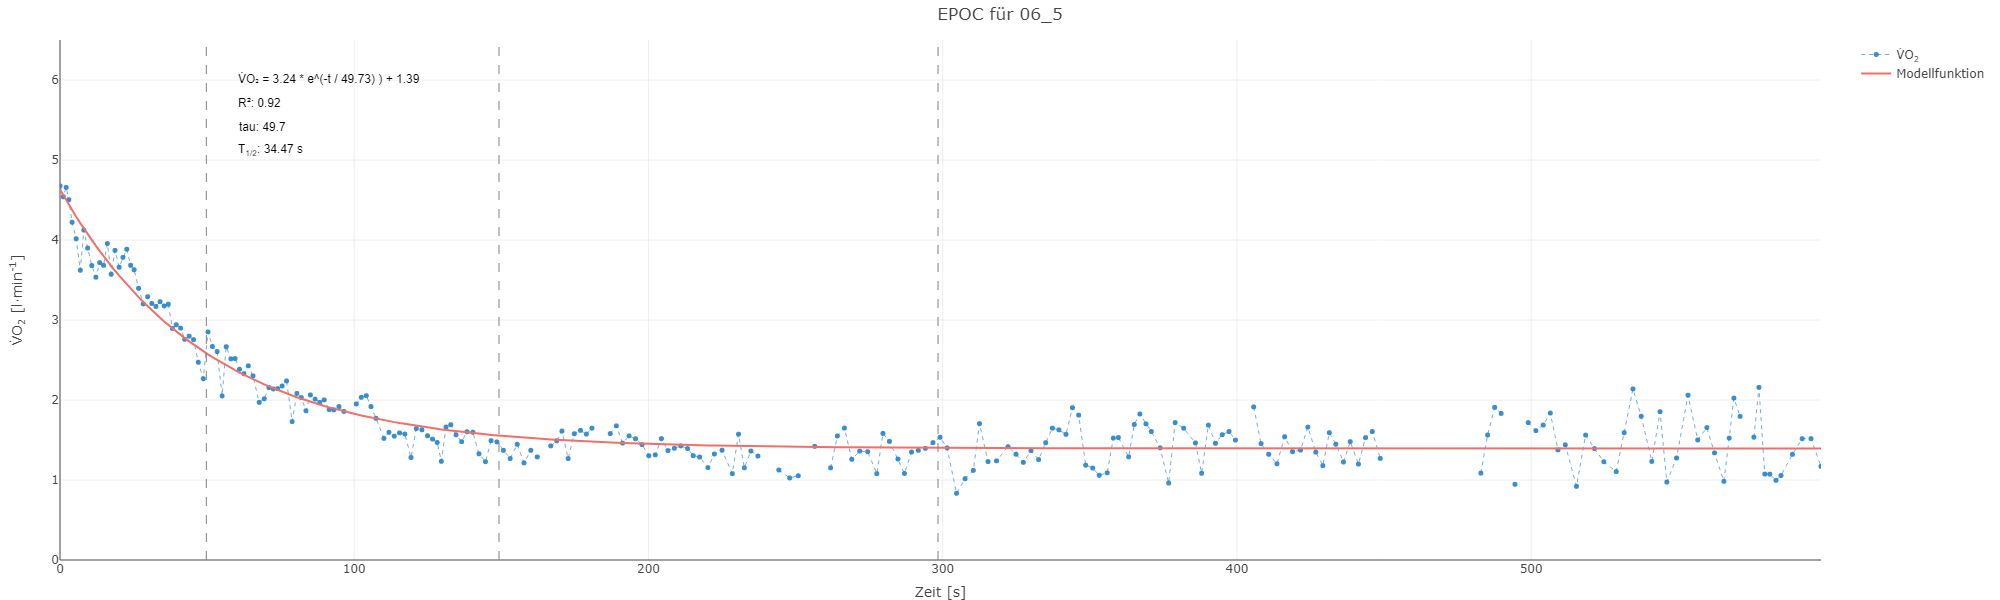 EPOC für 06_5
V̇O₂ = 3.24 * e^(-t / 49.73) ) + 1.39
R²: 0.92
tau: 49.7
T₁/₂: 34.47 s
V̇O₂
Modellfunktion
V̇O₂ [l·min⁻¹]
6
5
4
3
2
1
0
0 100 200 300 400 500
Zeit [s]